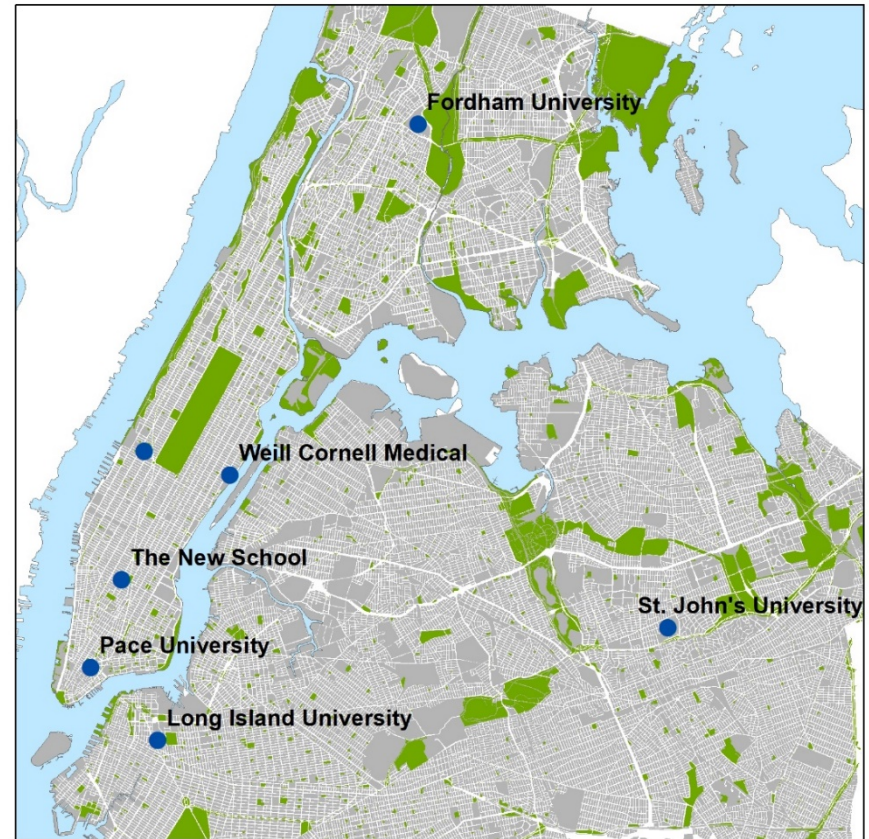 Fordham University
Weill Cornell Medical
The New School
St. John's University
Pace University
Long Island University